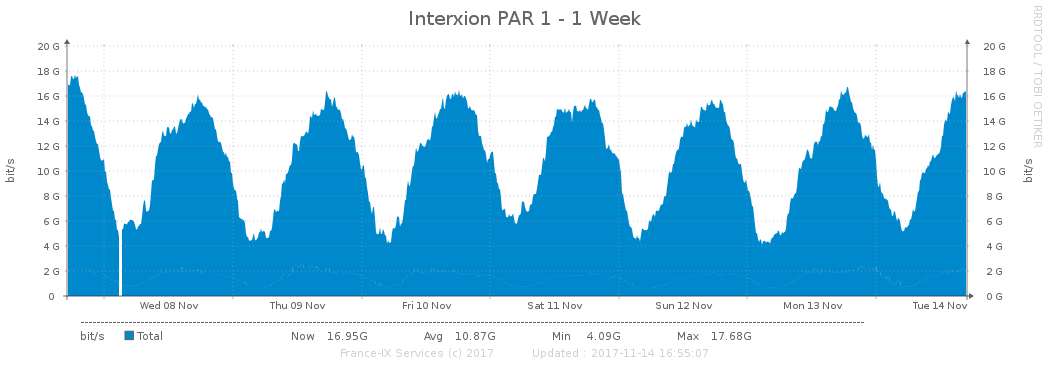 Interxion PAR 1 - 1 Week
RRDTOOL / TOBI OETIKER
20 G 20 G
18 G 18 G
16 G 16 G
14 G 14 G
12 G 12 G
10 G 10 G
8 G 8 G
6 G 6 G
4 G 4 G
2 G 2 G
0 0 G
bit/s
bit/s
Wed 08 Nov Thu 09 Nov Fri 10 Nov Sat 11 Nov Sun 12 Nov Mon 13 Nov Tue 14 Nov
bit/s Total Now 16.95G Avg 10.87G Min 4.09G Max 17.68G
France-IX Services (c) 2017 Updated : 2017-11-14 16:55:07